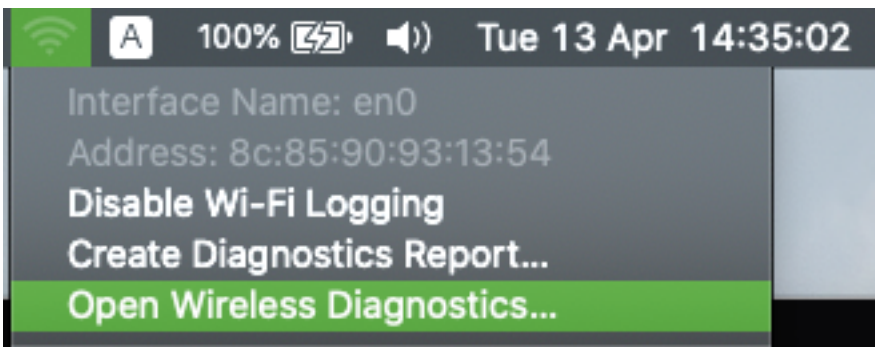 A 100% Tue 13 Apr 14:35:02
Interface Name: en0
Address: 8c:85:90:93:13:54
Disable Wi-Fi Logging
Create Diagnostics Report...
Open Wireless Diagnostics...